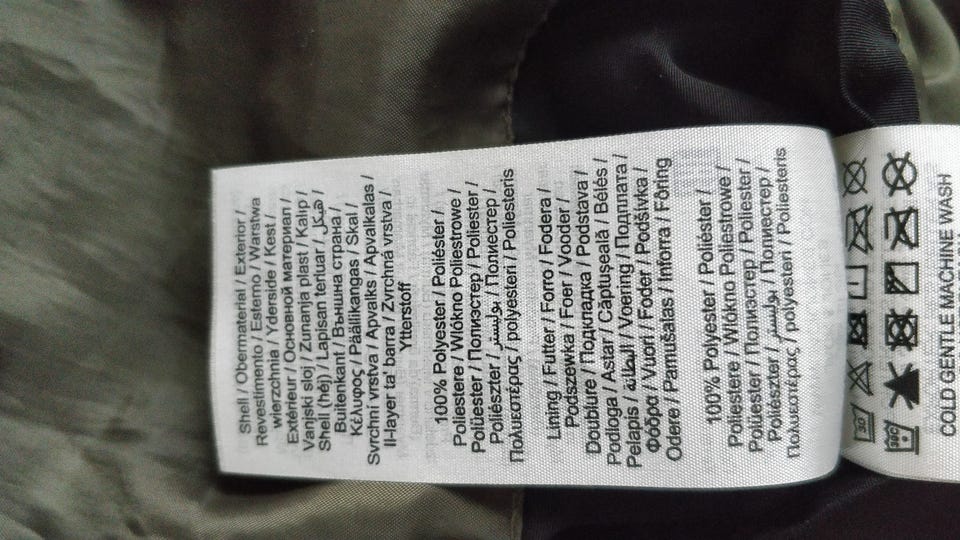 Shell / Obermaterial / Exterior /
Revestimento / Esterno / Warstwa
wierzchnia / Yderside / Kest /
Extérieur / Основной материал /
Vanjski sloj / Zunanja plast / Kalıp /
Shell (héj) / Lapisan terluar / هيكل /
Buitenkant / Външна страна /
Κέλυφος / Päällikangas / Skal /
Svrchní vrstva / Apvalks / Apvalkalas /
Il-layer ta' barra / Zvrchná vrstva /
Ytterstoff
100% Polyester / Poliéster /
Poliestere / Włókno Poliestrowe /
Polüester / Полиэстер / Poliester /
Poliészter / بوليستر / Полиестер /
Πολυεστέρας / polyesteri / Poliesteris
Lining / Futter / Forro / Fodera /
Podszewka / Foer / Vooder /
Doublure / Подкладка / Podstava /
Podloga / Astar / Căptușeală / Bélés /
Pelapis / البطانة / Voering / Подплата /
Φόδρα / Vuori / Foder / Podšívka /
Odere / Pamušalas / Inforra / Fôring
100% Polyester / Poliéster /
Poliestere / Włókno Poliestrowe /
Polüester / Полиэстер / Poliester /
Poliészter / بوليستر / Полиестер /
Πολυεστέρας / polyesteri / Poliesteris
30
30C
COLD GENTLE MACHINE WASH